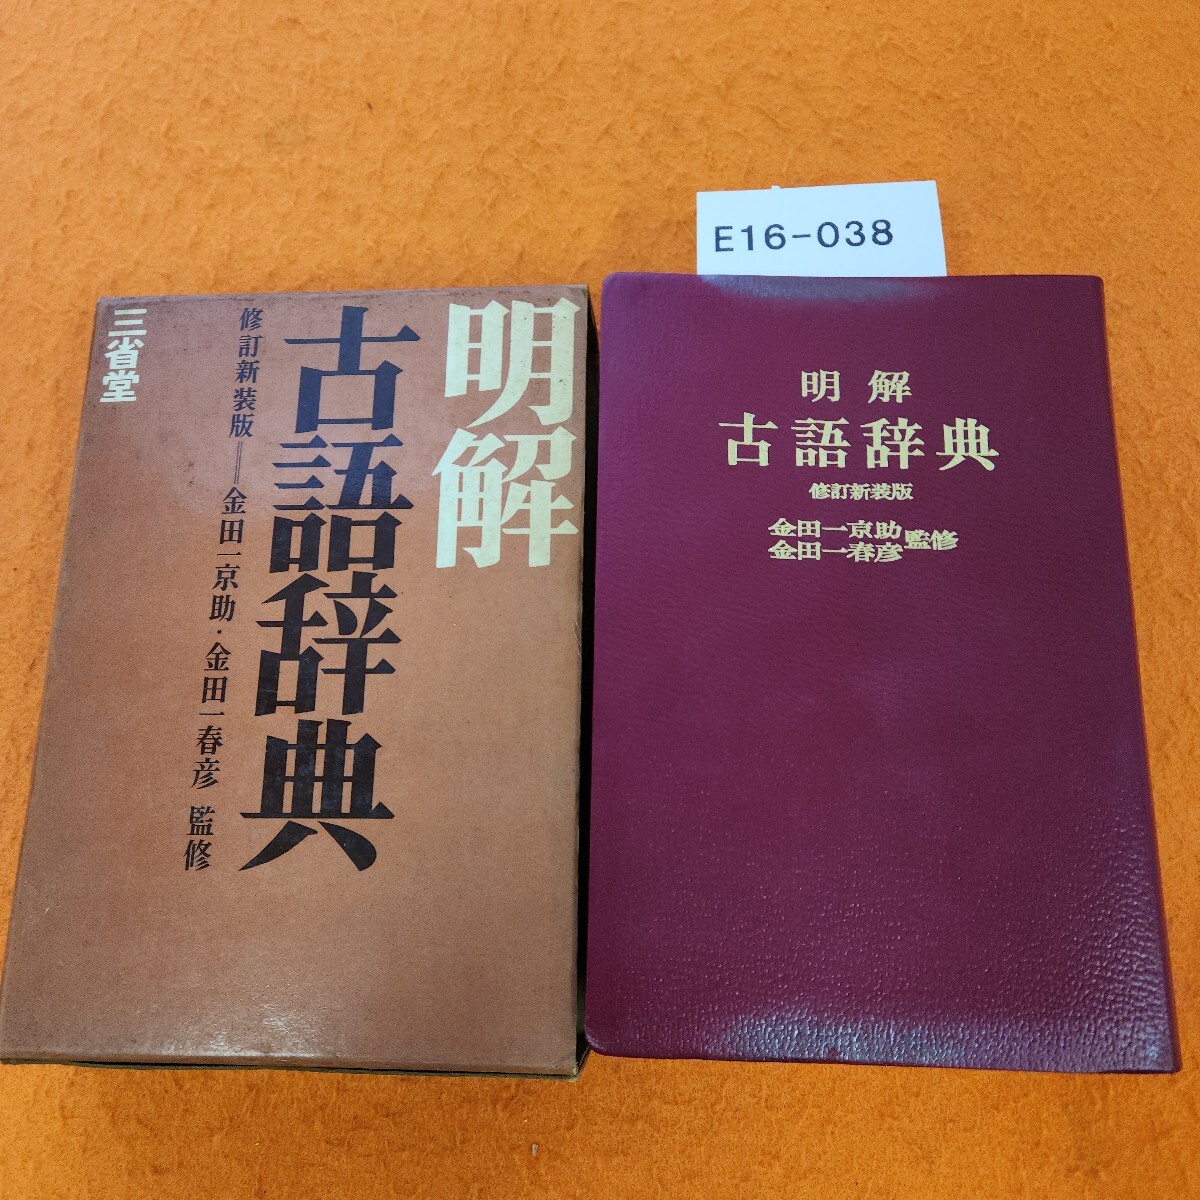 明解
古語辞典
修訂新装版＝金田一京助・金田一春彦 監修
三省堂
E16-038
明解
古語辞典
修訂新装版
金田一京助
金田一春彦
監修